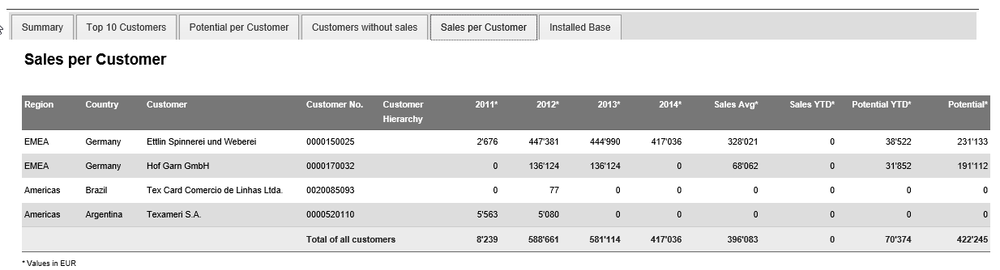 Summary Top 10 Customers Potential per Customer Customers without sales Sales per Customer Installed Base
Sales per Customer
Region Country Customer Customer No. Customer Hierarchy 2011* 2012* 2013* 2014* Sales Avg* Sales YTD* Potential YTD* Potential*
EMEA Germany Ettlin Spinnerei und Weberei 0000150025 2'676 447'381 444'990 417'036 328'021 0 38'522 231'133
EMEA Germany Hof Garn GmbH 0000170032 0 136'124 136'124 0 68'062 0 31'852 191'112
Americas Brazil Tex Card Comercio de Linhas Ltda. 0020085093 0 77 0 0 0 0 0 0
Americas Argentina Texameri S.A. 0000520110 5'563 5'080 0 0 0 0 0 0
Total of all customers 8'239 588'661 581'114 417'036 396'083 0 70'374 422'245
* Values in EUR